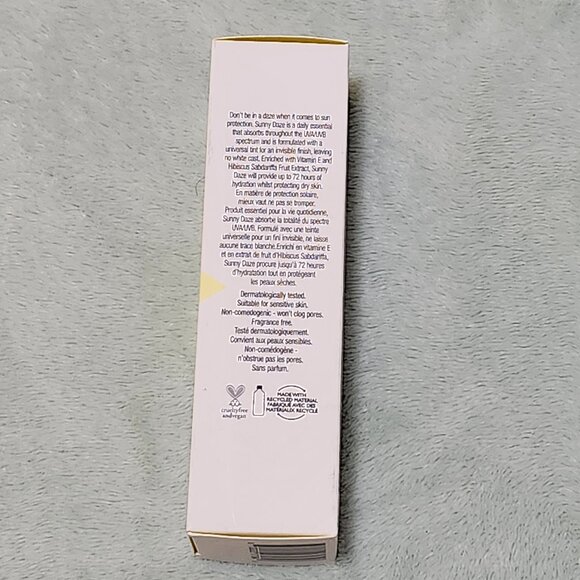 Don't be in a daze when it comes to sun
protection, Sunny Daze is a daily essential
that absorbs throughout the UVA/UVB
spectrum and is formulated with a
universal tint for an invisible finish, leaving
no white cast. Enriched with Vitamin E and
Hibiscus Sabdariffa Fruit Extract, Sunny
Daze will provide up to 72 hours of
hydration whilst protecting dry skin.
En matière de protection solaire,
mieux vaut ne pas se tromper.
Produit essentiel pour la vie quotidienne,
Sunny Daze absorbe la totalité du spectre
UVA/UVB. Formulé avec une teinte
universelle pour un fini invisible, ne laisse
aucune trace blanche.Enrichi en vitamine E
et en extrait de fruit d'Hibiscus Sabdariffa,
Sunny Daze procure jusqu'à 72 heures
d'hydratation tout en protégeant
les peaux sèches.
Dermatologically tested.
Suitable for sensitive skin.
Non-comedogenic - won't clog pores.
Fragrance free.
Testé dermatologiquement.
Convient aux peaux sensibles.
Non-comédogène -
n'obstrue pas les pores.
Sans parfum.
crueltyfree
andvegan
MADE WITH
RECYCLED MATERIAL
FABRIQUÉ AVEC DES
MATÉRIAUX RECYCLÉ